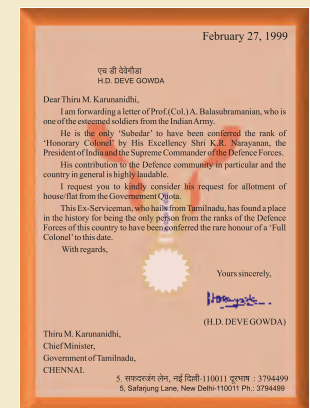 February 27, 1999
एच डी देवेगौडा
H.D. DEVE GOWDA
Dear Thiru M. Karunanidhi,
I am forwarding a letter of Prof.(Col.) A. Balasubramanian, who is
one of the esteemed soldiers from the Indian Army.
He is the only 'Subedar' to have been conferred the rank of
'Honorary Colonel' by His Excellency Shri K.R. Narayanan, the
President of India and the Supreme Commander of the Defence Forces.
His contribution to the Defence community in particular and the
country in general is highly laudable.
I request you to kindly consider his request for allotment of
house/flat from the Government Quota.
This Ex-Serviceman, who hails from Tamilnadu, has found a place
in the history for being the only person from the ranks of the Defence
Forces of this country to have been conferred the rare honour of a 'Full
Colonel' to this date.
With regards,
Yours sincerely,
(H.D. DEVE GOWDA)
Thiru M. Karunanidhi,
Chief Minister,
Government of Tamilnadu,
CHENNAI.
5. सफदरजंग लेन, नई दिल्ली-110011 दूरभाष : 3794499
5, Safarjung Lane, New Delhi-110011 Ph.: 3794499